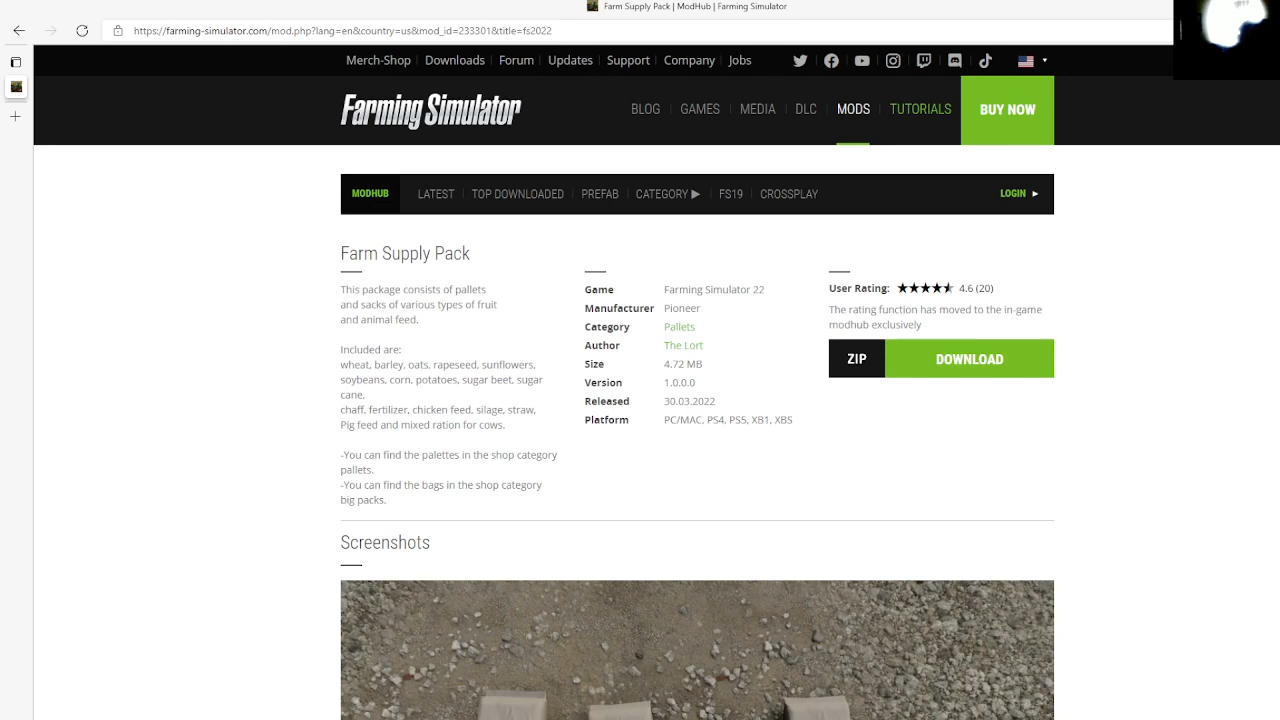 Farm Supply Pack | ModHub | Farming Simulator
https://farming-simulator.com/mod.php?lang=en&country=us&mod_id=233301&title=fs2022
Merch-Shop Downloads Forum Updates Support Company Jobs
Farming Simulator
BLOG GAMES MEDIA DLC MODS TUTORIALS BUY NOW
MODHUB LATEST TOP DOWNLOADED PREFAB CATEGORY ▶ FS19 CROSSPLAY LOGIN ►
Farm Supply Pack
This package consists of pallets
and sacks of various types of fruit
and animal feed.
Included are:
wheat, barley, oats, rapeseed, sunflowers,
soybeans, corn, potatoes, sugar beet, sugar
cane,
chaff, fertilizer, chicken feed, silage, straw,
Pig feed and mixed ration for cows.
-You can find the palettes in the shop category
pallets.
-You can find the bags in the shop category
big packs.
Game Farming Simulator 22
Manufacturer Pioneer
Category Pallets
Author The Lort
Size 4.72 MB
Version 1.0.0.0
Released 30.03.2022
Platform PC/MAC, PS4, PS5, XB1, XBS
User Rating: 4.6 (20)
The rating function has moved to the in-game
modhub exclusively
ZIP DOWNLOAD
Screenshots